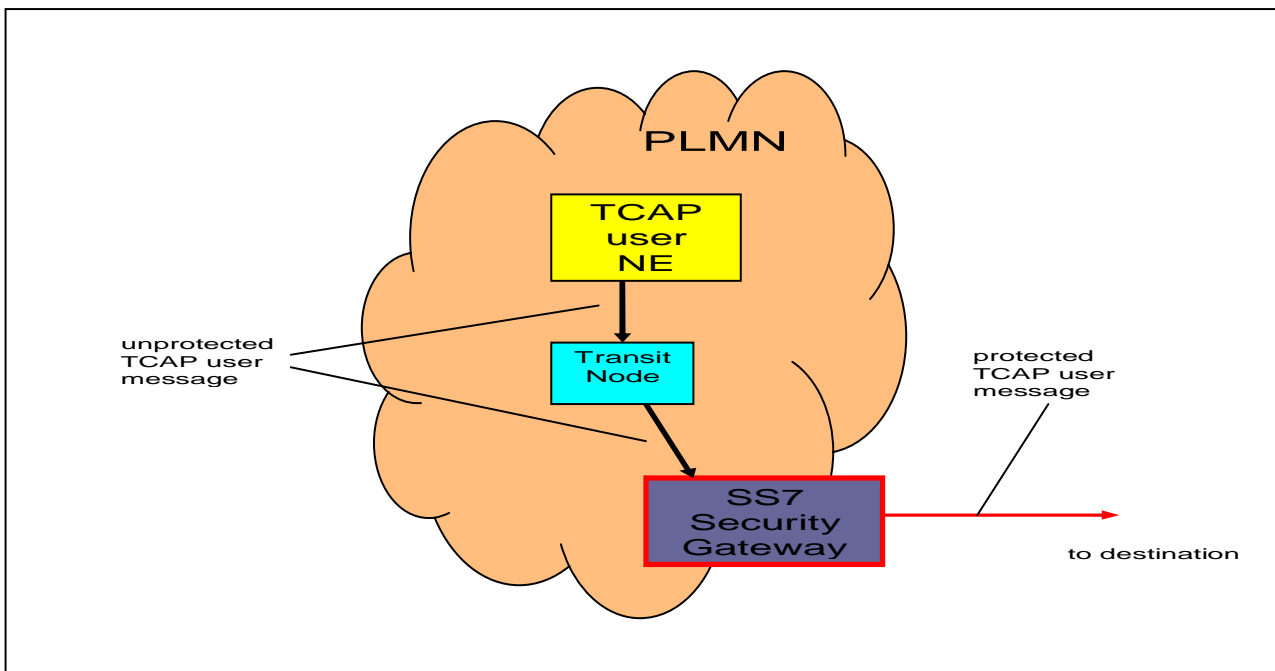 PLMN
TCAP
user
NE
unprotected
TCAP user
message
Transit
Node
protected
TCAP user
message
SS7
Security
Gateway
to destination